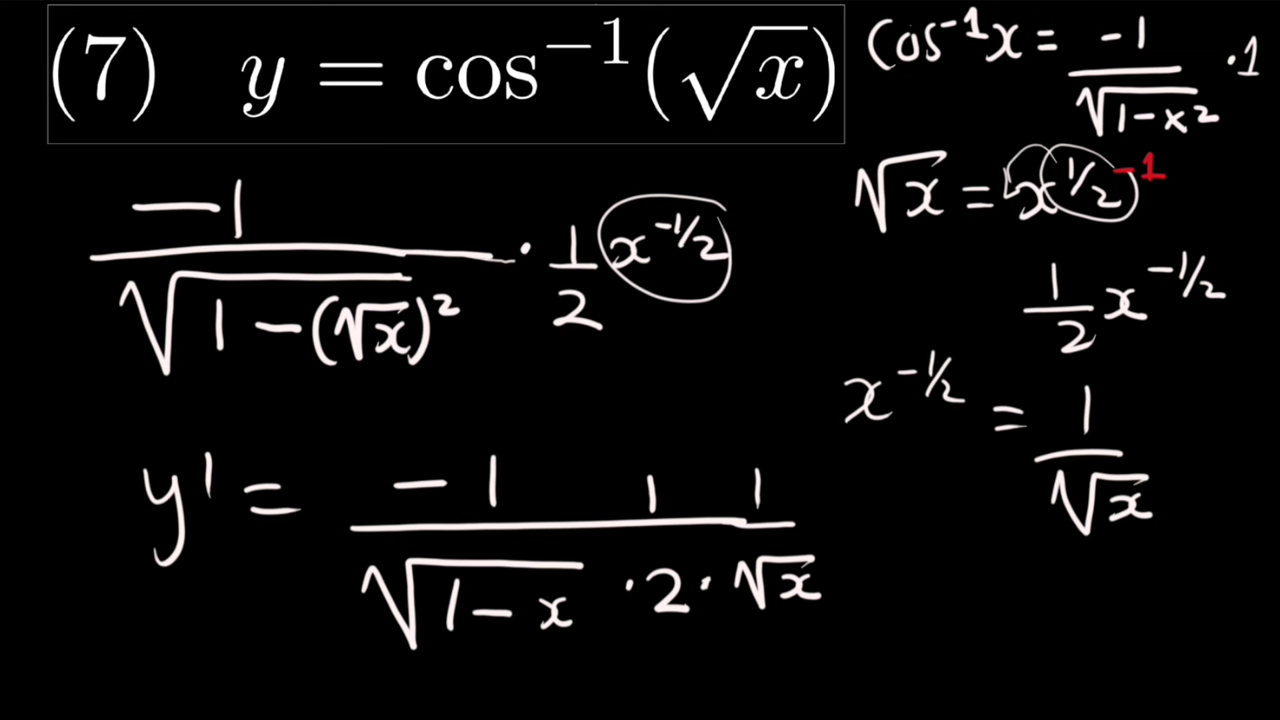 (7) y = cos⁻¹(√x)
cos⁻¹x = -1/√(1-x²) · 1
√x = x^(1/2) -1
1/2 x^(-1/2)
x^(-1/2) = 1/√x
-1/√(1-(√x)²) · 1/2 x^(-1/2)
y' = -1 1 1/√(1-x) · 2 · √x